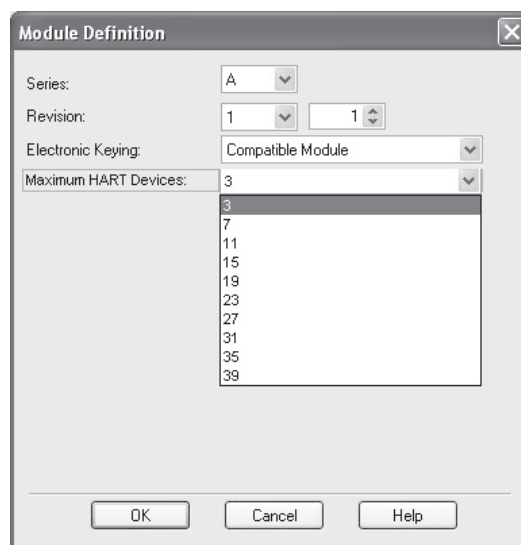 Module Definition
Series: A
Revision: 1 1
Electronic Keying: Compatible Module
Maximum HART Devices: 3
3
7
11
15
19
23
27
31
35
39
OK Cancel Help